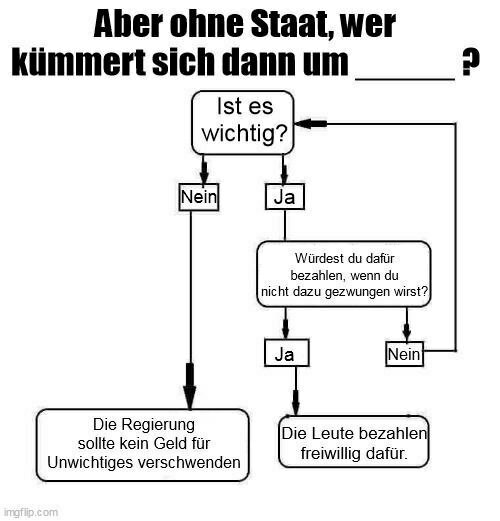 Aber ohne Staat, wer
kümmert sich dann um ______ ?
Ist es
wichtig?
Nein
Ja
Würdest du dafür
bezahlen, wenn du
nicht dazu gezwungen wirst?
Ja
Nein
Die Regierung
sollte kein Geld für
Unwichtiges verschwenden
Die Leute bezahlen
freiwillig dafür.
imgflip.com